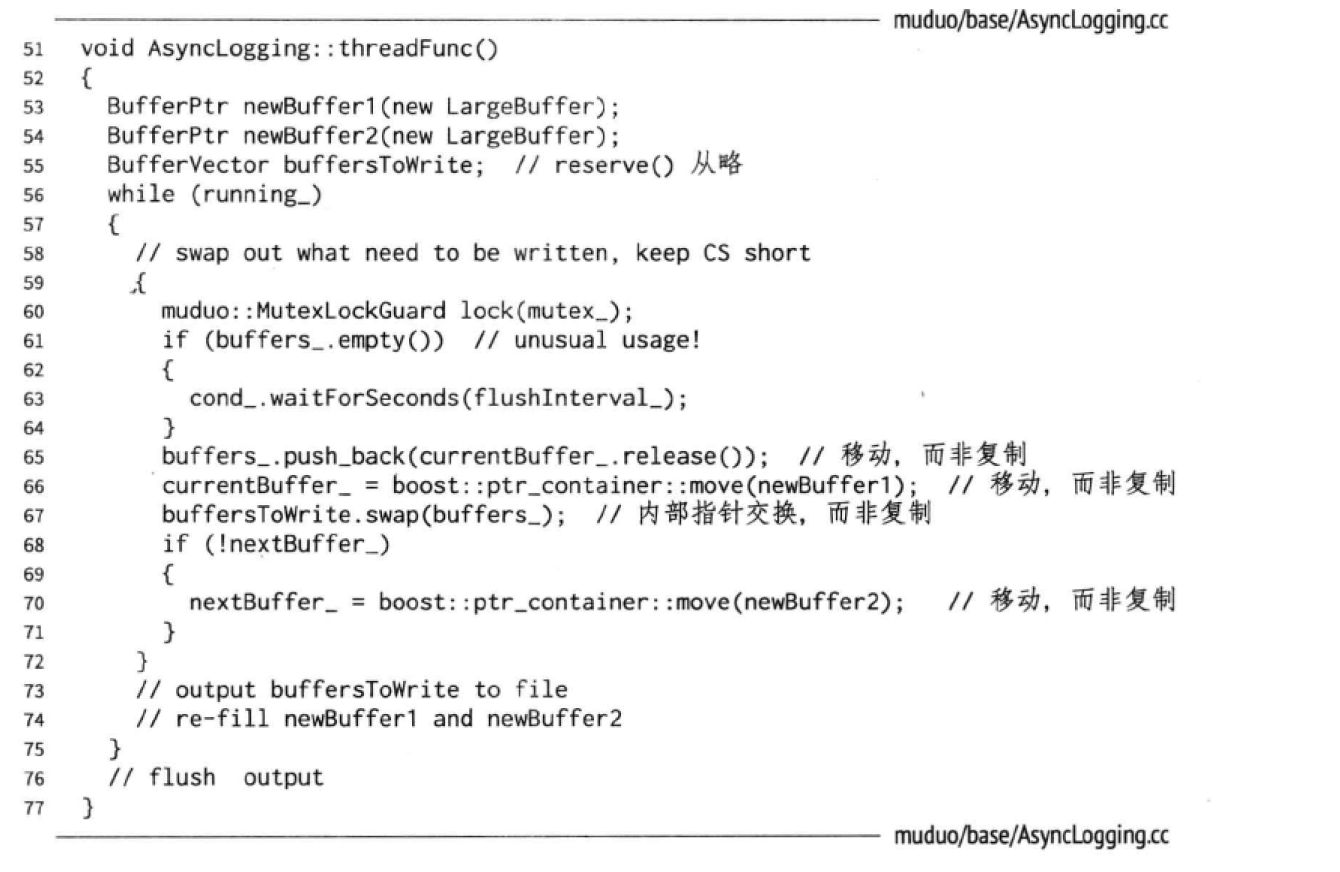 muduo/base/AsyncLogging.cc
51 void AsyncLogging::threadFunc()
52 {
53 BufferPtr newBuffer1(new LargeBuffer);
54 BufferPtr newBuffer2(new LargeBuffer);
55 BufferVector buffersToWrite; // reserve() 从略
56 while (running_)
57 {
58 // swap out what need to be written, keep CS short
59 {
60 muduo::MutexLockGuard lock(mutex_);
61 if (buffers_.empty()) // unusual usage!
62 {
63 cond_.waitForSeconds(flushInterval_);
64 }
65 buffers_.push_back(currentBuffer_.release()); // 移动，而非复制
66 currentBuffer_ = boost::ptr_container::move(newBuffer1); // 移动，而非复制
67 buffersToWrite.swap(buffers_); // 内部指针交换，而非复制
68 if (!nextBuffer_)
69 {
70 nextBuffer_ = boost::ptr_container::move(newBuffer2); // 移动，而非复制
71 }
72 }
73 // output buffersToWrite to file
74 // re-fill newBuffer1 and newBuffer2
75 }
76 // flush output
77 }
muduo/base/AsyncLogging.cc